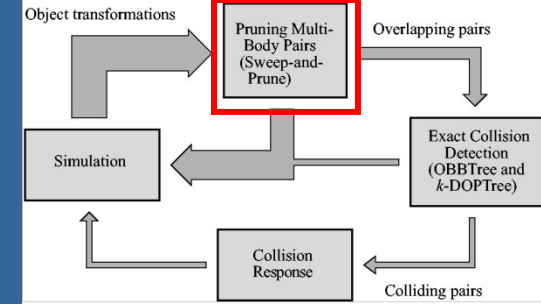 Object transformations
Pruning Multi-
Body Pairs
(Sweep-and-
Prune)
Overlapping pairs
Simulation
Exact Collision
Detection
(OBBTree and
k-DOPTree)
Collision
Response
Colliding pairs